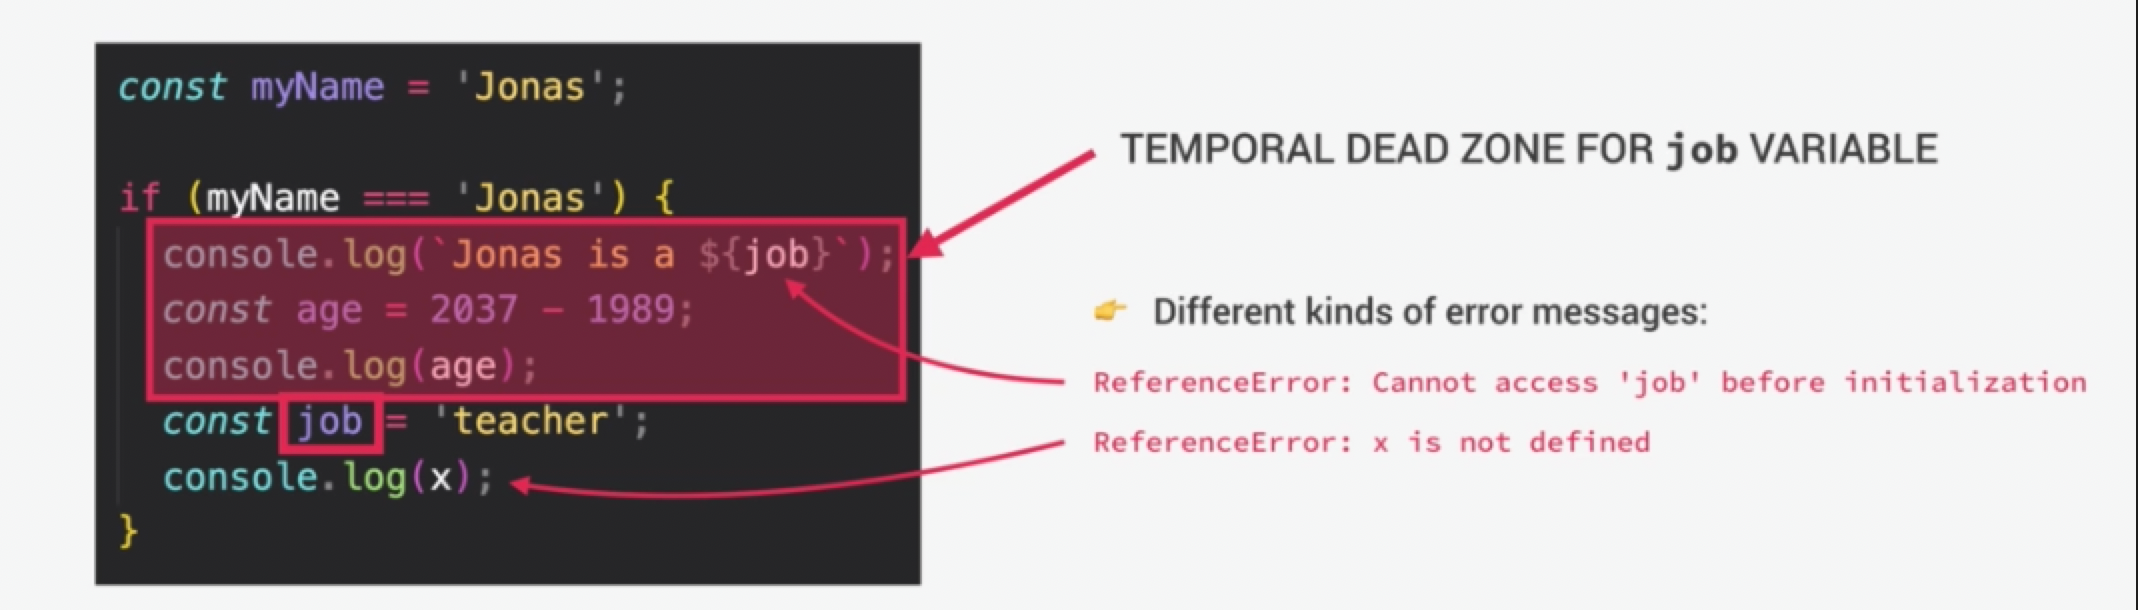 const myName = 'Jonas';
if (myName === 'Jonas') {
console.log(`Jonas is a ${job}`);
const age = 2037 - 1989;
console.log(age);
const job = 'teacher';
console.log(x);
}
TEMPORAL DEAD ZONE FOR job VARIABLE
👉 Different kinds of error messages:
ReferenceError: Cannot access 'job' before initialization
ReferenceError: x is not defined